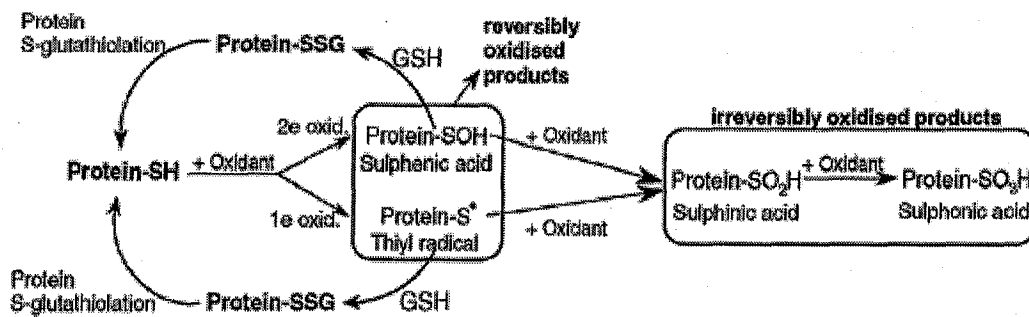 Protein
S-glutathiolation
Protein-SSG
GSH
reversibly
oxidised
products
2e oxid.
Protein-SOH
Sulphenic acid
+ Oxidant
irreversibly oxidised products
Protein-SH
+ Oxidant
Protein-SO₂H
Sulphinic acid
+ Oxidant
Protein-SO₃H
Sulphonic acid
1e oxid.
Protein-S•
Thiyl radical
+ Oxidant
Protein
S-glutathiolation
Protein-SSG
GSH